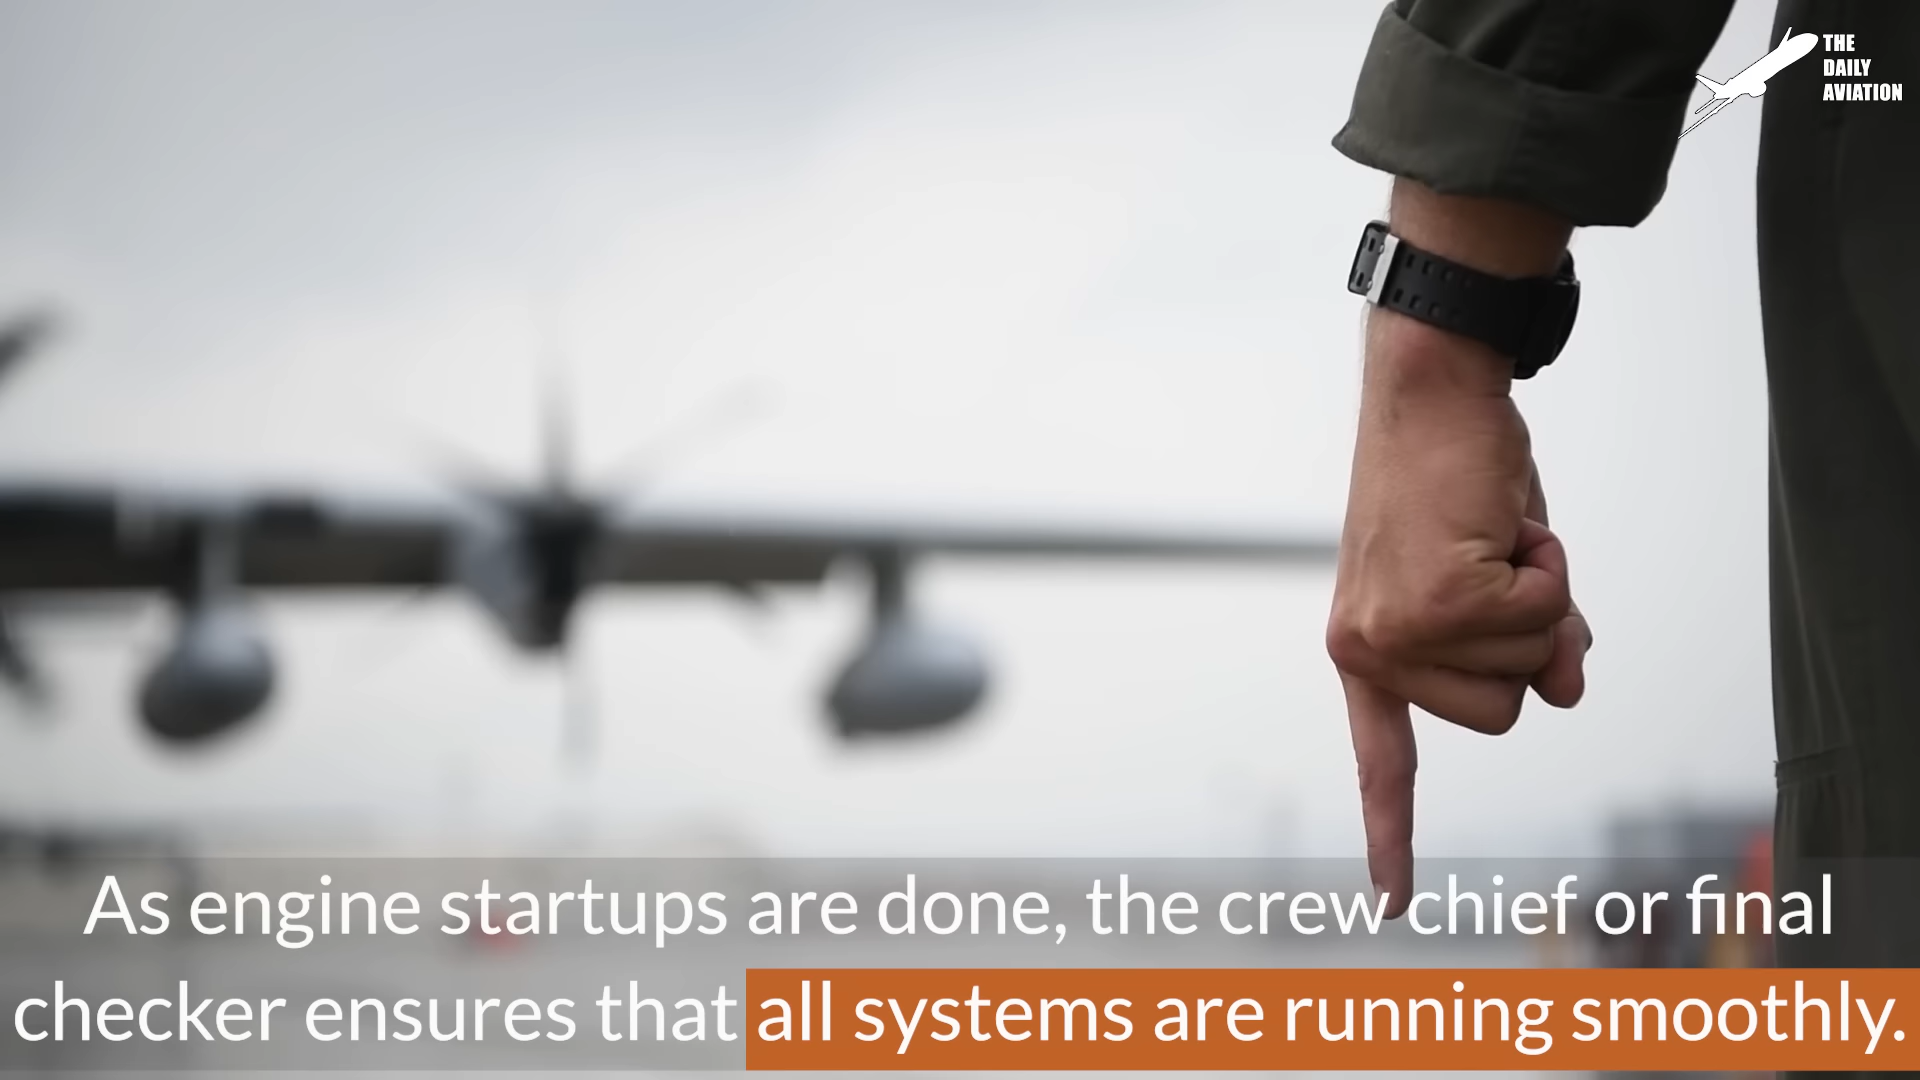 THE
DAILY
AVIATION
As engine startups are done, the crew chief or final
checker ensures that all systems are running smoothly.